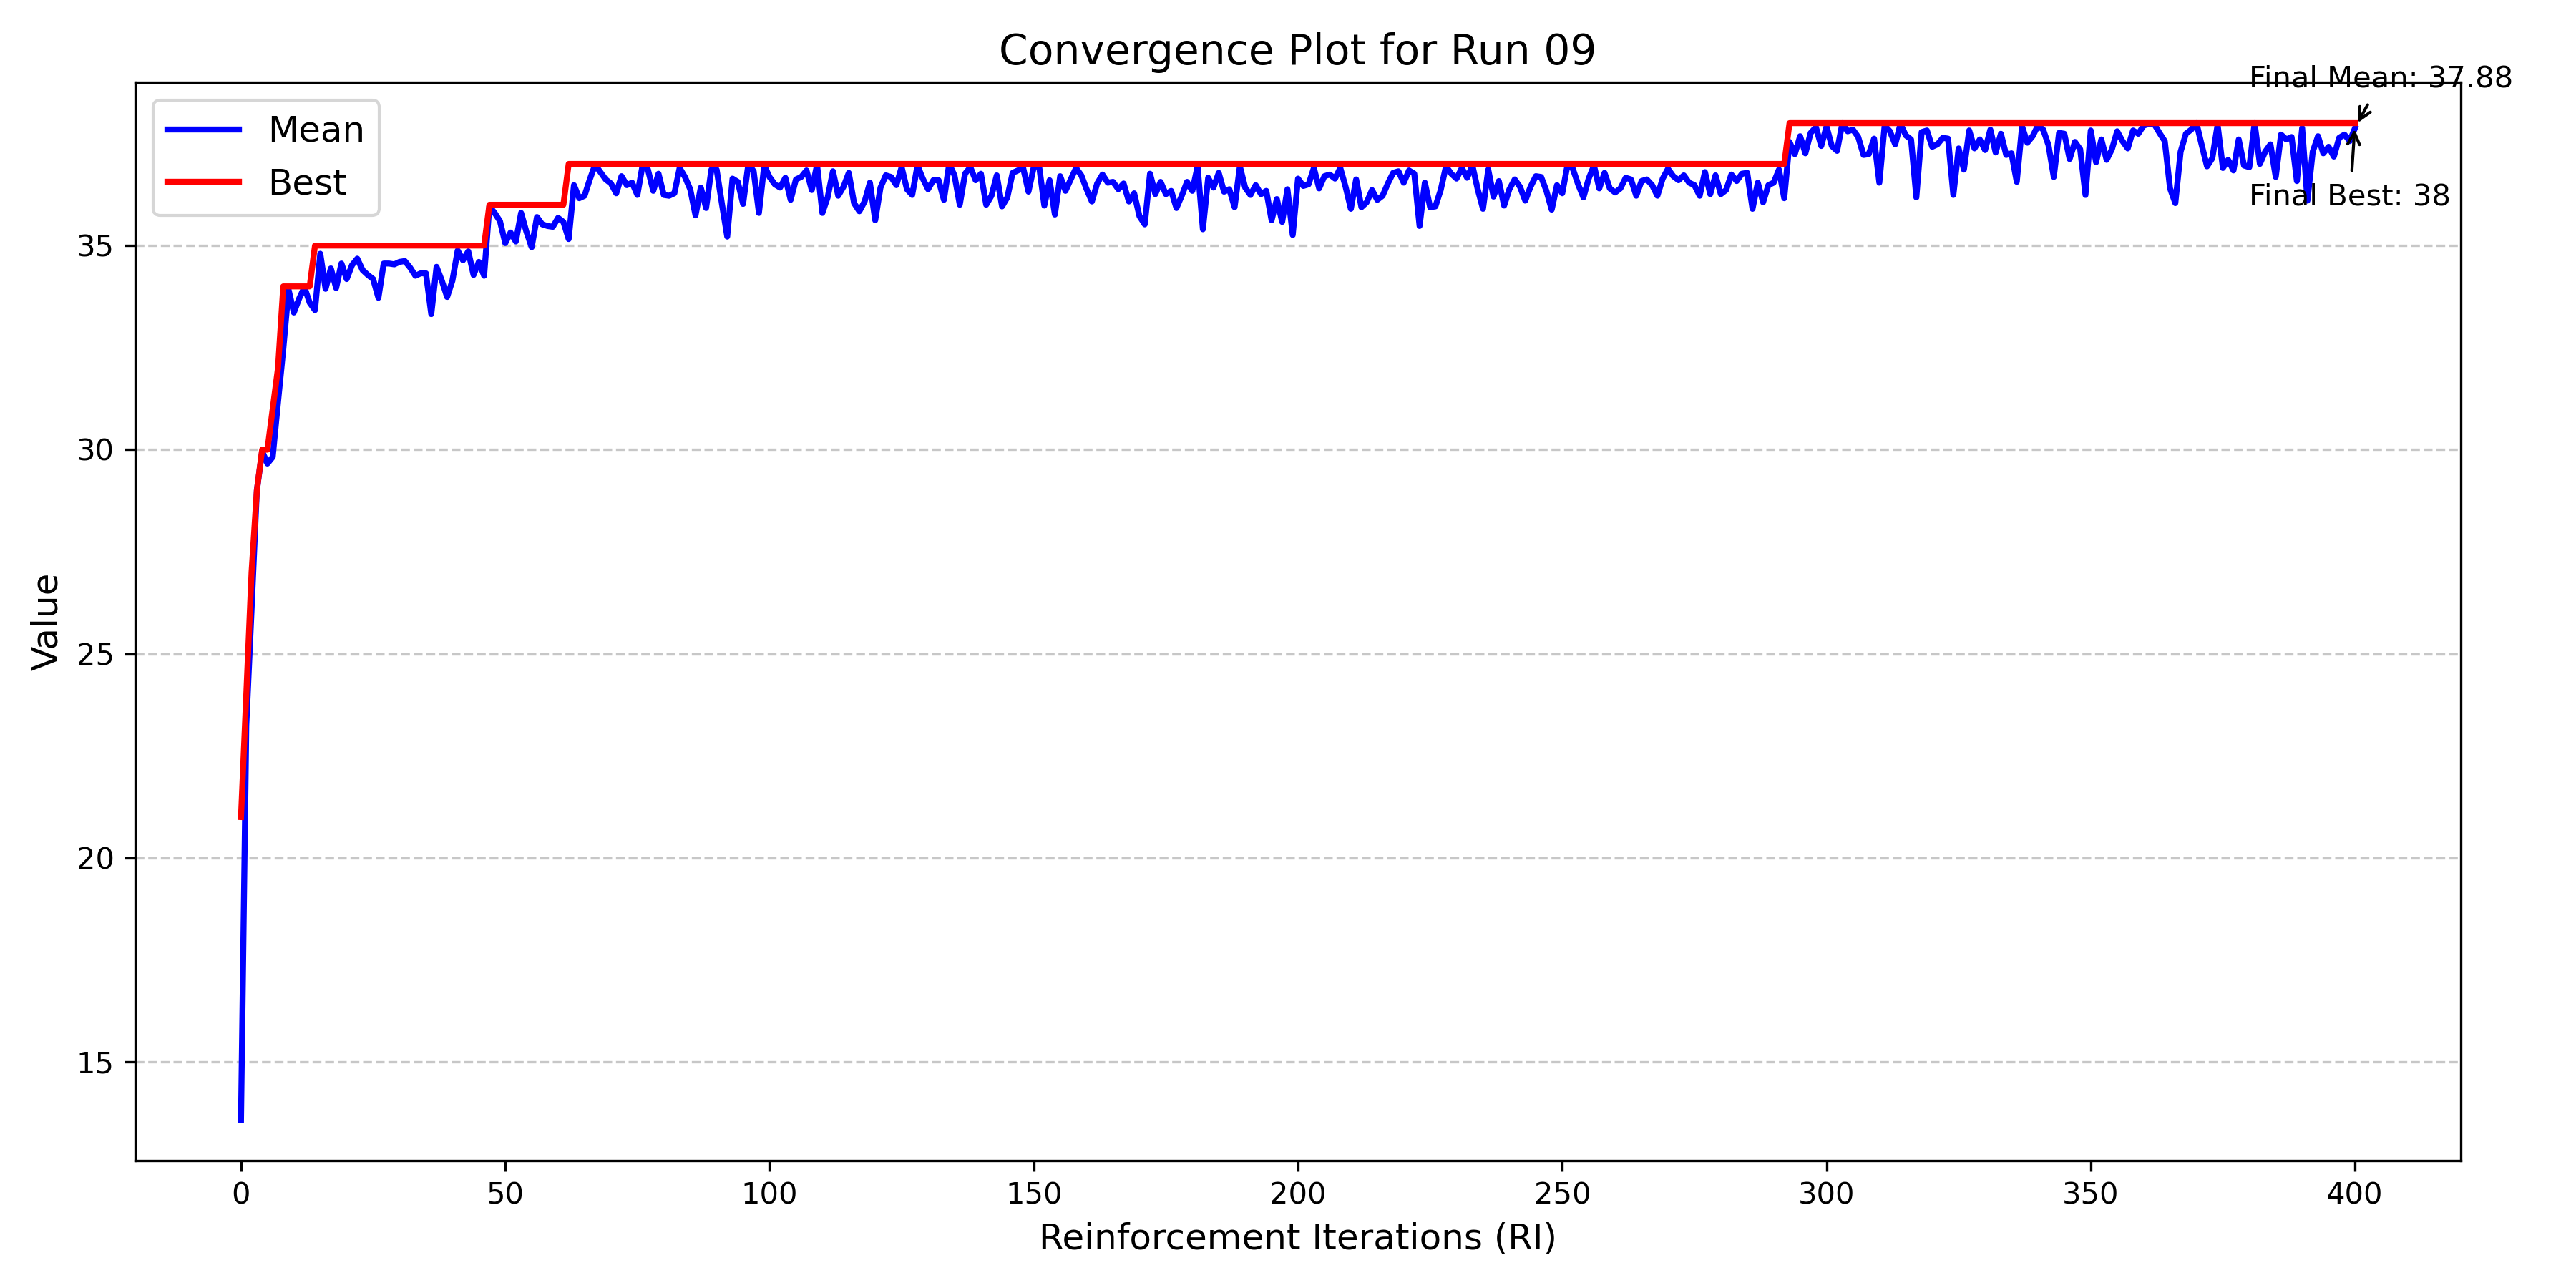 Convergence Plot for Run 09
Final Mean: 37.88
Mean
Best
Final Best: 38
Value
35
30
25
20
15
0 50 100 150 200 250 300 350 400
Reinforcement Iterations (RI)